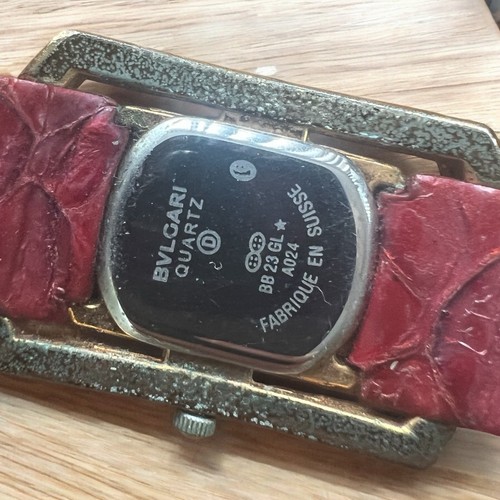 BVLGARI
QUARTZ
D
BB 23 GL ★
A024
FABRIQUE EN SUISSE